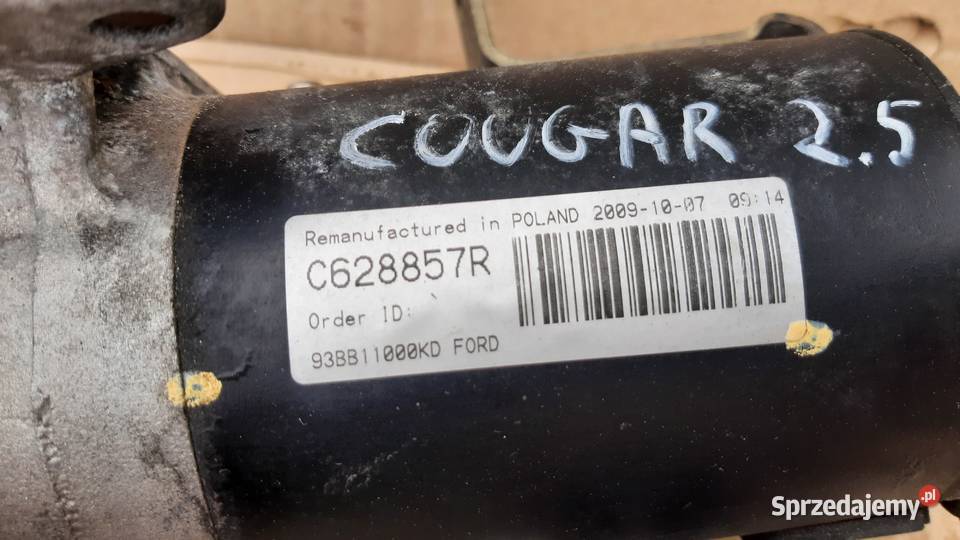 COUGAR 2.5
Remanufactured in POLAND 2009-10-07 09:14
C628857R
Order ID:
93BB11000KD FORD
Sprzedajemy.pl